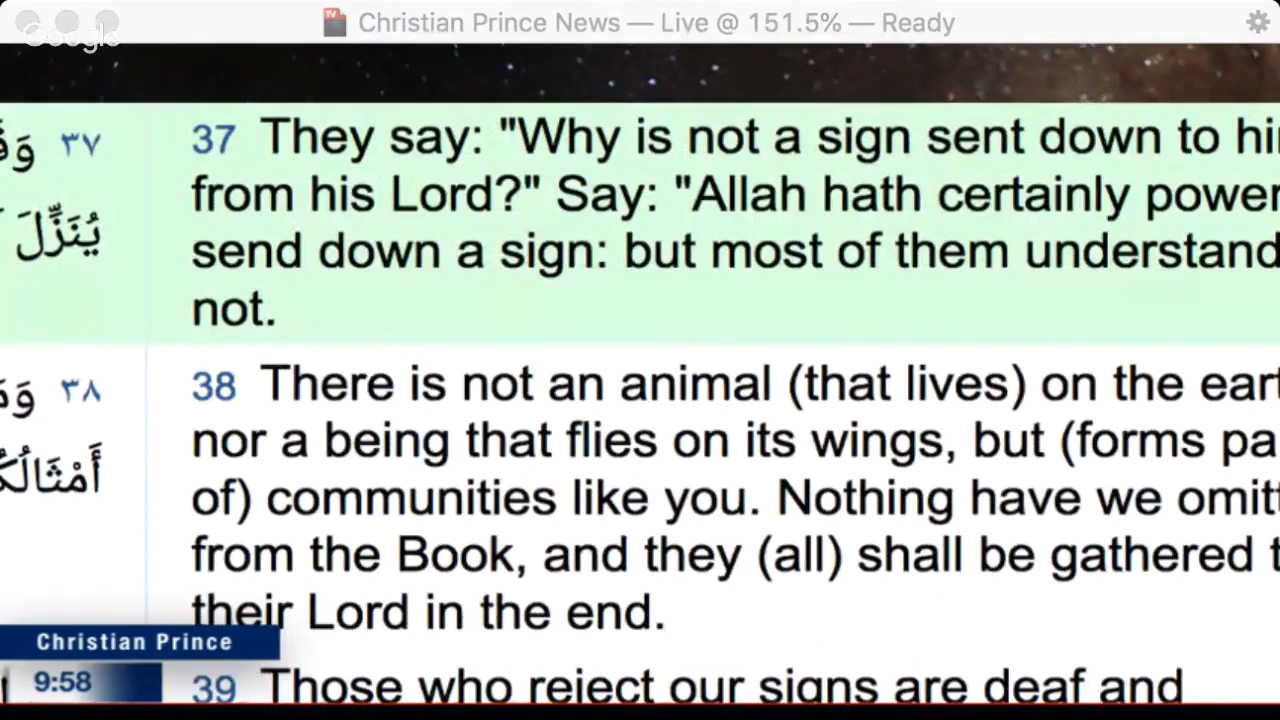 Christian Prince News — Live @ 151.5% — Ready
Google
٣٧
37 They say: "Why is not a sign sent down to
from his Lord?" Say: "Allah hath certainly power
يُنَزِّلَ
send down a sign: but most of them understand
not.
٣٨
38 There is not an animal (that lives) on the
nor a being that flies on its wings, but (forms
of) communities like you. Nothing have we
from the Book, and they (all) shall be gathered
their Lord in the end.
Christian Prince
9:58
39 Those who reject our signs are deaf and